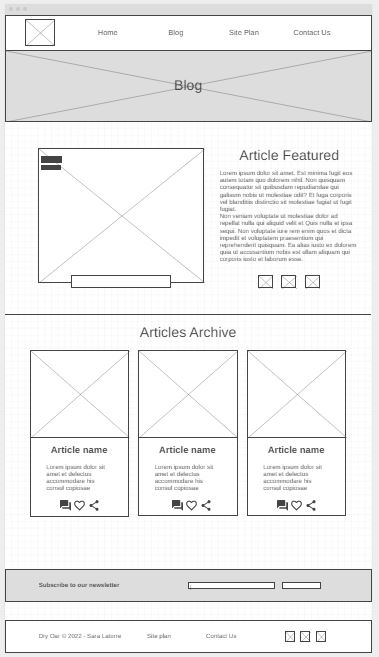 Home Blog Site Plan Contact Us
Blog
Article Featured
Lorem ipsum dolor sit amet. Est minima fugit eos
autem totam quo dolorem nihil. Non quisquam
consequatur sit quibusdam repudiandae qui
galisum soluta qui molestiae odit? Et fuga corporis
vel blanditiis distinctio sit molestiae fugiat ut fugit
fugiat.
Non veniam voluptate ut molestiae dolor ad
repellat nulla qui aliquid velit et Quis nulla et ipsa
sequi. Non totam iste rem enim quos et dicta
impedit et voluptatem praesentium qui
reprehenderit quisquam. Ea alias iusto ex dolorem
quia ut accusantium nobis est ullam aliquam qui
corporis iusto et laborum esse.
Articles Archive
Article name Article name Article name
Lorem ipsum dolor sit Lorem ipsum dolor sit Lorem ipsum dolor sit
amet et delectus amet et delectus amet et delectus
accommodare his accommodare his accommodare his
consul copiosae consul copiosae consul copiosae
Subscribe to our newsletter
Dry Oar © 2022 - Sara Latorre Site plan Contact Us